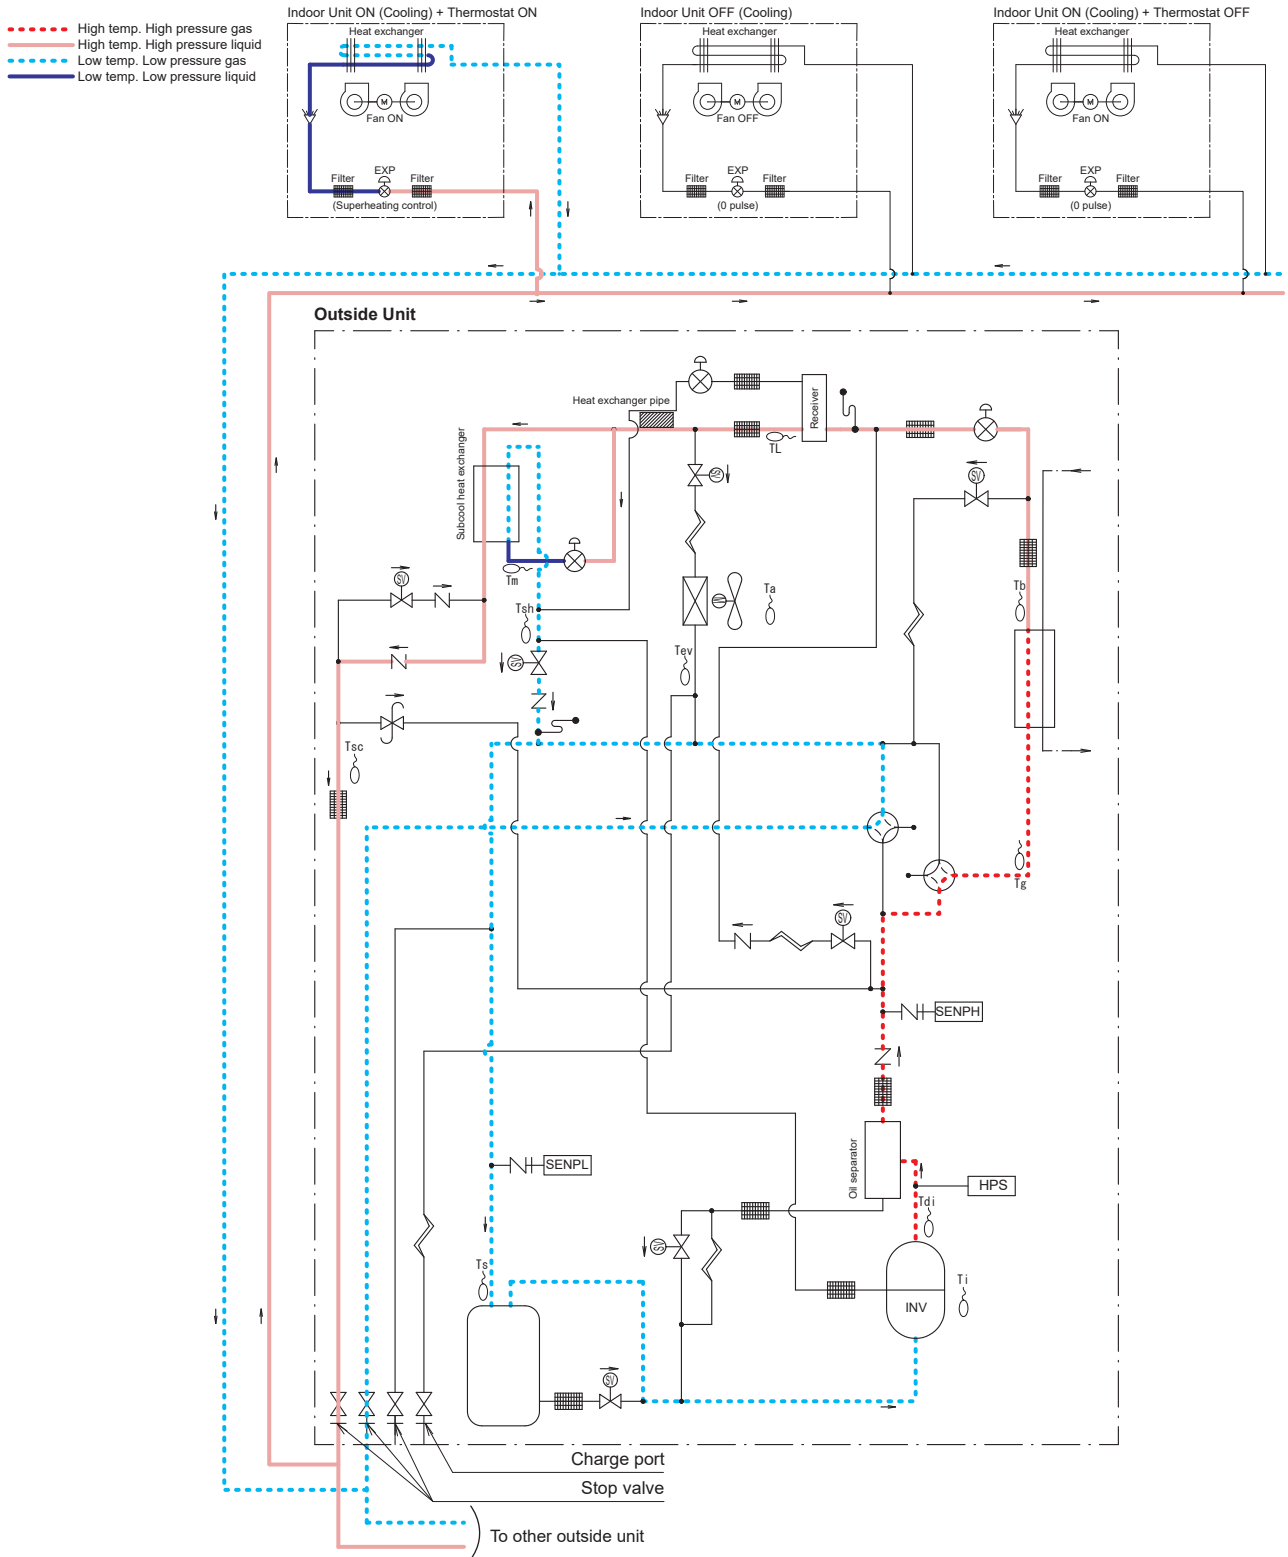 Indoor Unit ON (Cooling) + Thermostat ON
Indoor Unit OFF (Cooling)
Indoor Unit ON (Cooling) + Thermostat OFF
High temp. High pressure gas
High temp. High pressure liquid
Low temp. Low pressure gas
Low temp. Low pressure liquid
Heat exchanger
Heat exchanger
Heat exchanger
M
M
M
Fan ON
Fan OFF
Fan ON
Filter
EXP
Filter
Filter
EXP
Filter
Filter
EXP
Filter
(Superheating control)
(0 pulse)
(0 pulse)
Outside Unit
Heat exchanger pipe
Receiver
TL
Subcool heat exchanger
SV
SV
Tm
SV
Tb
Ta
Tsh
Tev
SV
Tsc
Tg
SV
SENPH
SENPL
Oil separator
HPS
Tdi
SV
Ts
Ti
INV
SV
Charge port
Stop valve
To other outside unit